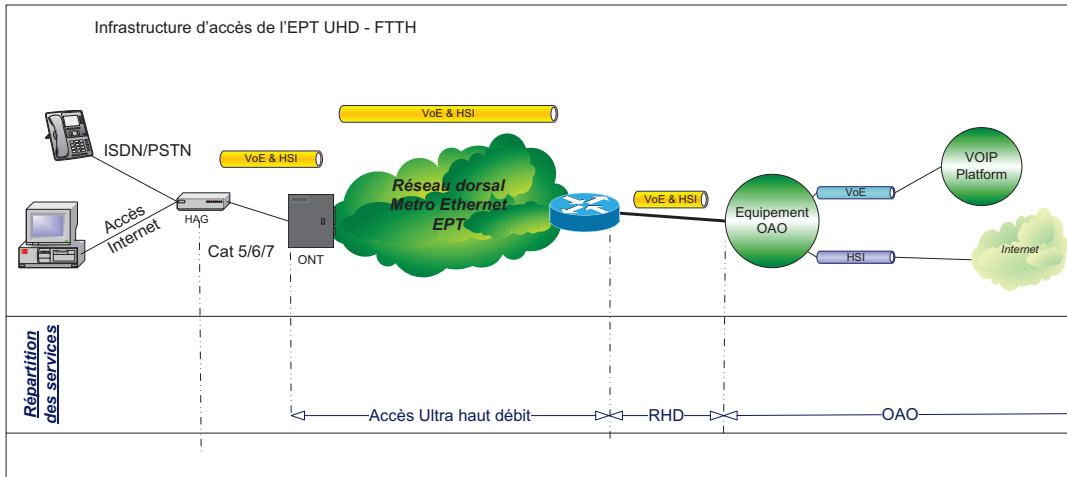 Infrastructure d'accès de l'EPT UHD - FTTH
VoE & HSI
ISDN/PSTN
VoE & HSI
VOIP
Platform
Réseau dorsal
Metro Ethernet
EPT
VoE & HSI
VoE
Equipement
OAO
Accès
Internet
HAG
Cat 5/6/7
ONT
HSI
Internet
Répartition
des services
Accès Ultra haut débit
RHD
OAO